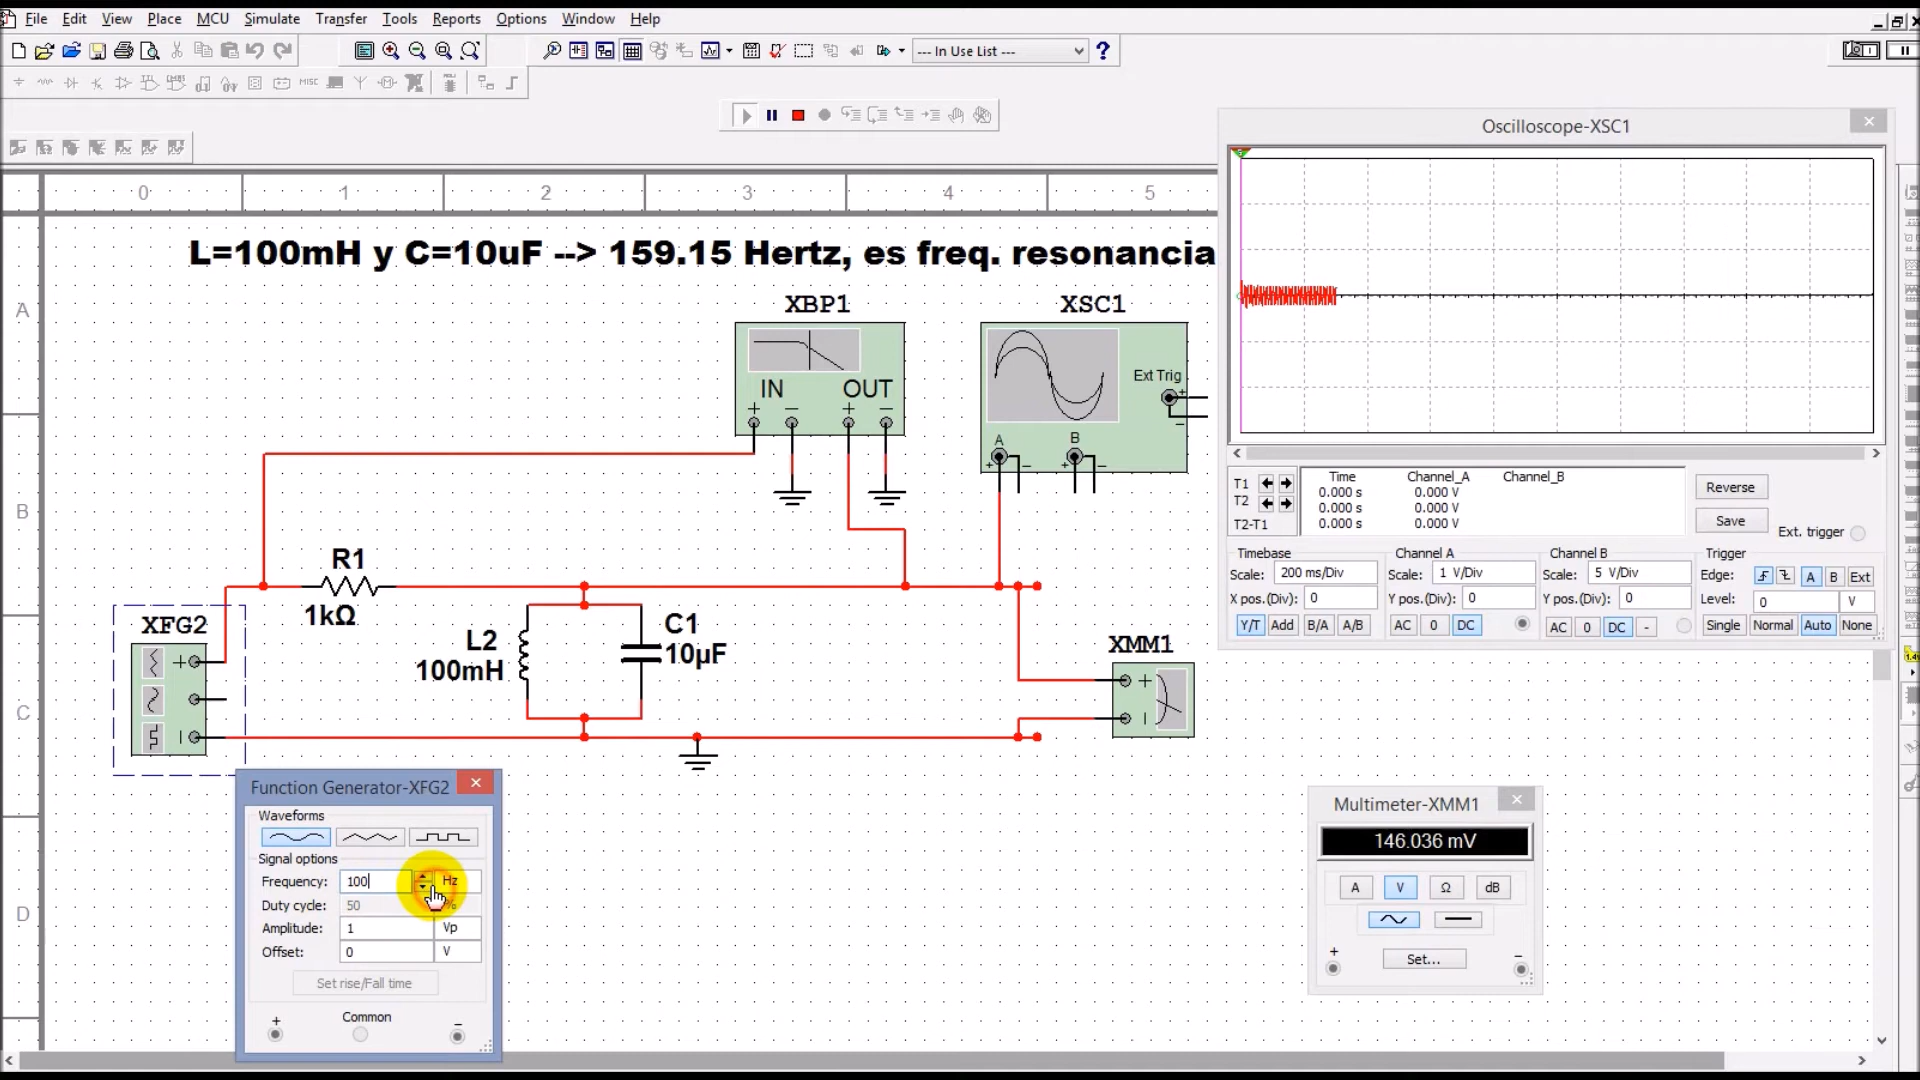 File Edit View Place MCU Simulate Transfer Tools Reports Options Window Help
--- In Use List ---
MISC
Oscilloscope-XSC1
0 1 2 3 4 5
L=100mH y C=10uF --> 159.15 Hertz, es freq. resonancia
A
XBP1
XSC1
IN OUT
+ − + −
Ext Trig
+
−
A B
+ − + −
B
R1
1kΩ
XFG2
L2
100mH
C1
10µF
XMM1
C
D
Time Channel_A Channel_B
T1 0.000 s 0.000 V
T2 0.000 s 0.000 V
T2-T1 0.000 s 0.000 V
Reverse
Save
Ext. trigger
Timebase
Scale: 200 ms/Div
X pos.(Div): 0
Y/T Add B/A A/B
Channel A
Scale: 1 V/Div
Y pos.(Div): 0
AC 0 DC
Channel B
Scale: 5 V/Div
Y pos.(Div): 0
AC 0 DC -
Trigger
Edge: A B Ext
Level: 0 V
Single Normal Auto None
Function Generator-XFG2
Waveforms
Signal options
Frequency: 100 Hz
Duty cycle: 50 %
Amplitude: 1 Vp
Offset: 0 V
Set rise/Fall time
+ Common −
Multimeter-XMM1
146.036 mV
A V Ω dB
+ Set... −